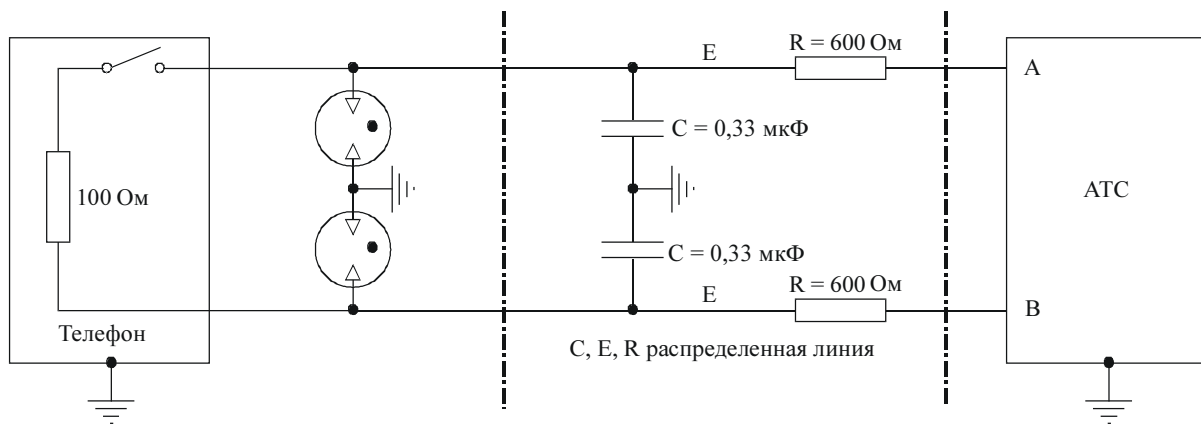 E
R = 600 Ом
A
C = 0,33 мкФ
100 Ом
АТС
C = 0,33 мкФ
R = 600 Ом
E
B
Телефон
C, E, R распределенная линия